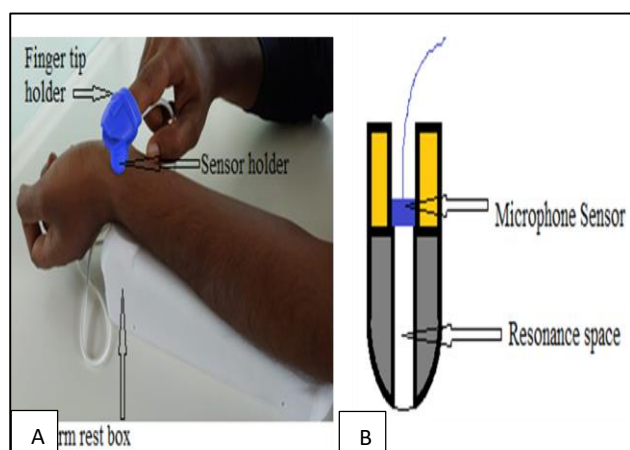 Finger tip
holder
Sensor holder
A
rm rest box
B
Microphone Sensor
Resonance space